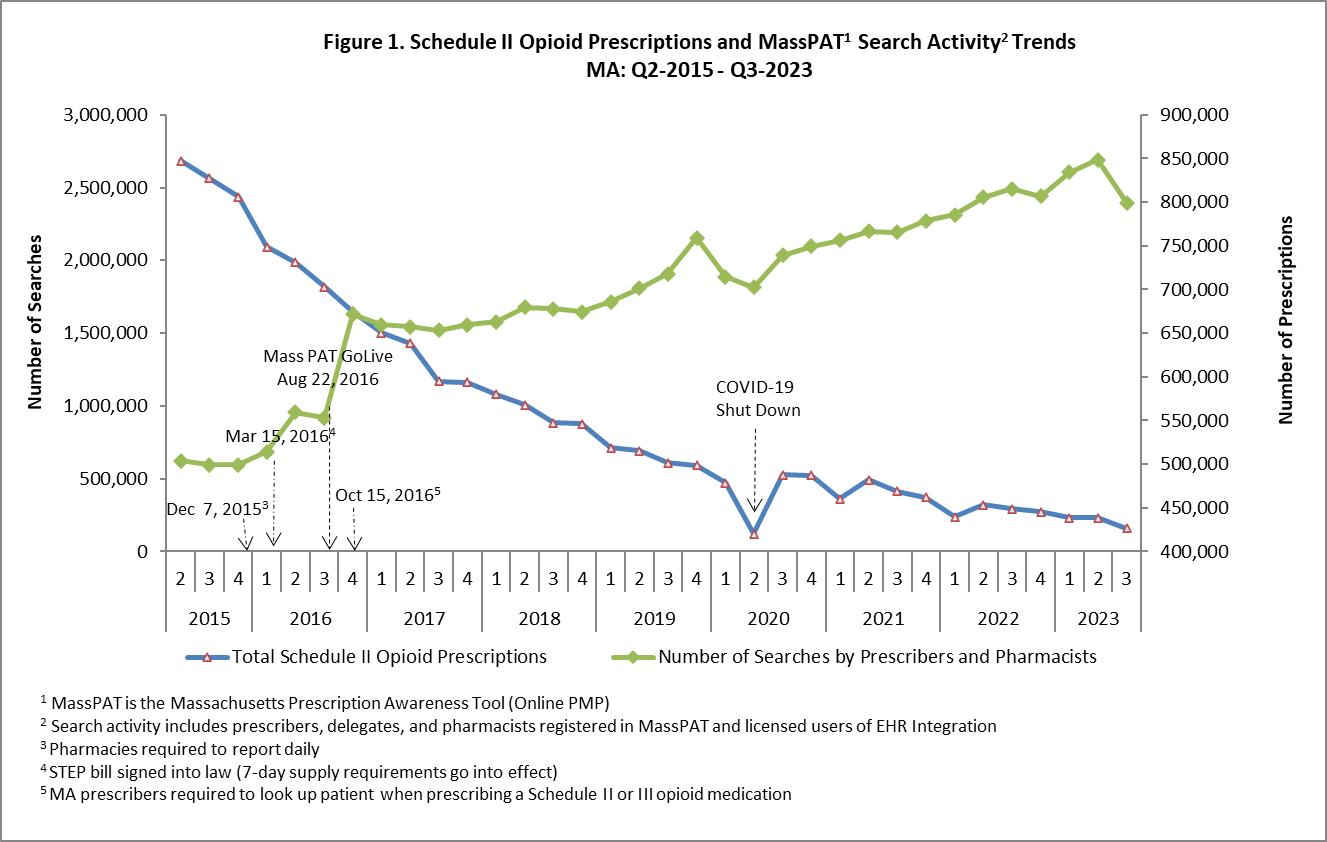 Figure 1. Schedule II Opioid Prescriptions and MassPAT¹ Search Activity² Trends
MA: Q2-2015 - Q3-2023
3,000,000
2,500,000
2,000,000
1,500,000
1,000,000
500,000
0
Number of Searches
900,000
850,000
800,000
750,000
700,000
650,000
600,000
550,000
500,000
450,000
400,000
Number of Prescriptions
Mass PAT GoLive
Aug 22, 2016
Mar 15, 2016⁴
Dec 7, 2015³
Oct 15, 2016⁵
COVID-19
Shut Down
2 3 4 1 2 3 4 1 2 3 4 1 2 3 4 1 2 3 4 1 2 3 4 1 2 3 4 1 2 3 4 1 2 3
2015 2016 2017 2018 2019 2020 2021 2022 2023
Total Schedule II Opioid Prescriptions
Number of Searches by Prescribers and Pharmacists
¹ MassPAT is the Massachusetts Prescription Awareness Tool (Online PMP)
² Search activity includes prescribers, delegates, and pharmacists registered in MassPAT and licensed users of EHR Integration
³ Pharmacies required to report daily
⁴ STEP bill signed into law (7-day supply requirements go into effect)
⁵ MA prescribers required to look up patient when prescribing a Schedule II or III opioid medication